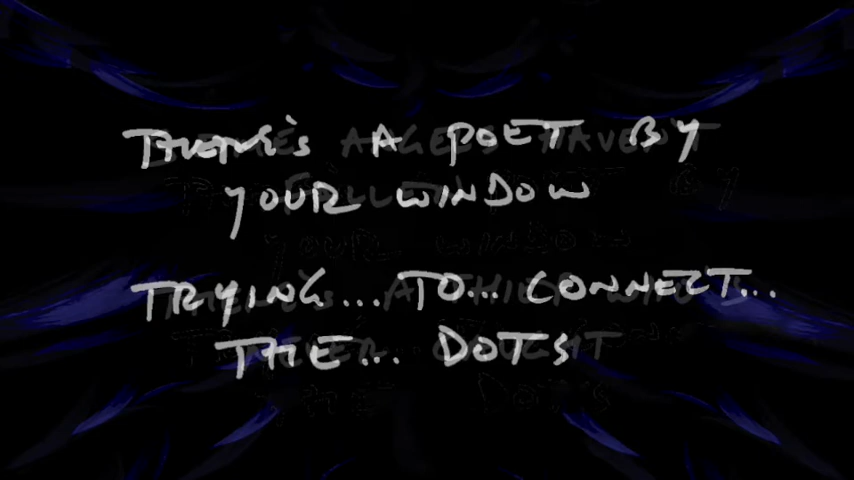 THERE'S A POET BY
YOUR WINDOW
TRYING... TO... CONNECT...
THE... DOTS